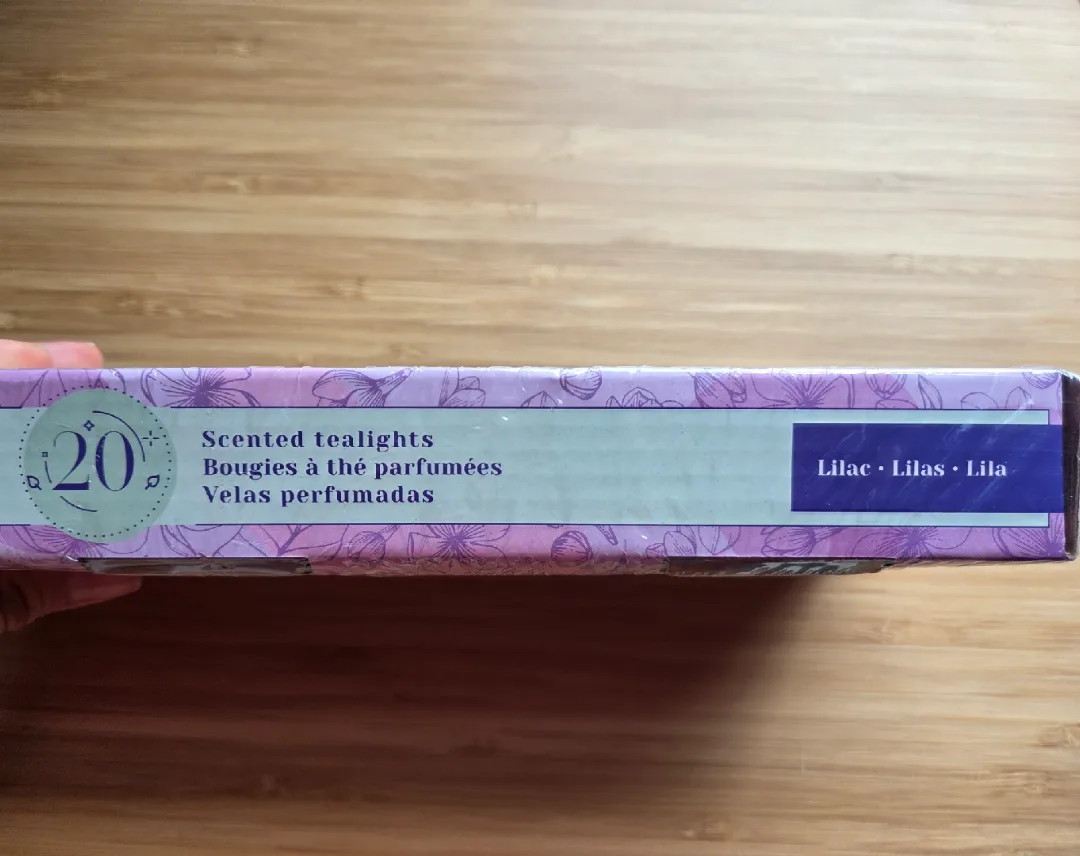 20
Scented tealights
Bougies à thé parfumées
Velas perfumadas
Lilac · Lilas · Lila